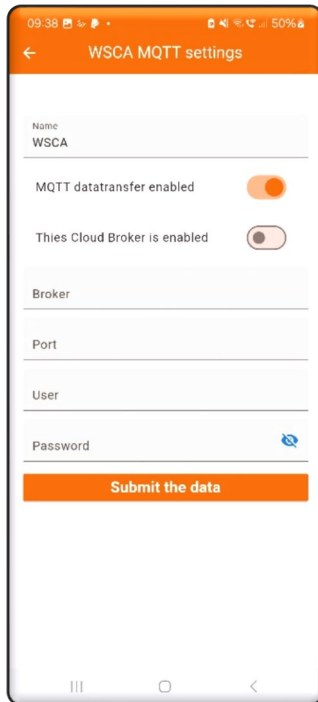 09:38 50%
WSCA MQTT settings
Name
WSCA
MQTT datatransfer enabled
Thies Cloud Broker is enabled
Broker
Port
User
Password
Submit the data